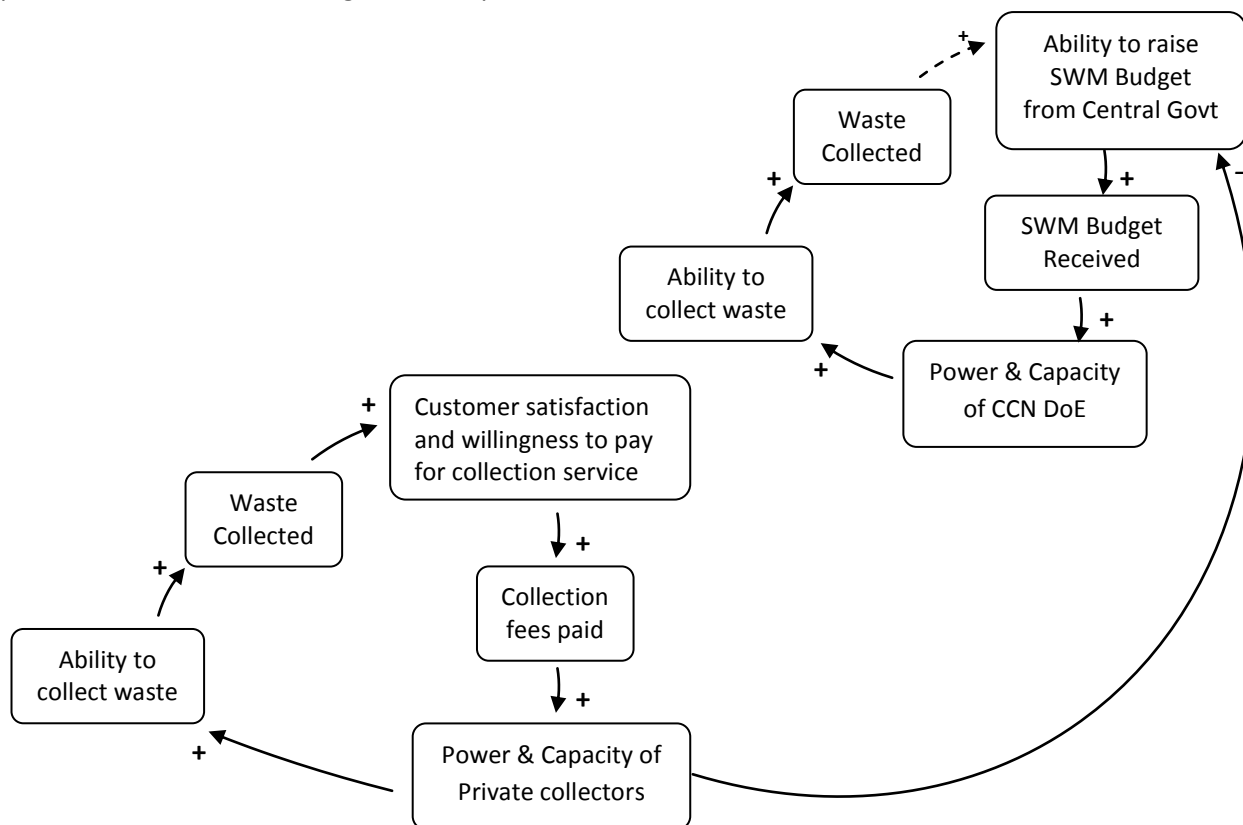 +
Ability to raise
SWM Budget
from Central Govt
Waste
Collected
+
+
–
SWM Budget
Received
Ability to
collect waste
+
+
Power & Capacity
of CCN DoE
+
Customer satisfaction
and willingness to pay
for collection service
Waste
Collected
+
+
Collection
fees paid
Ability to
collect waste
+
+
Power & Capacity of
Private collectors